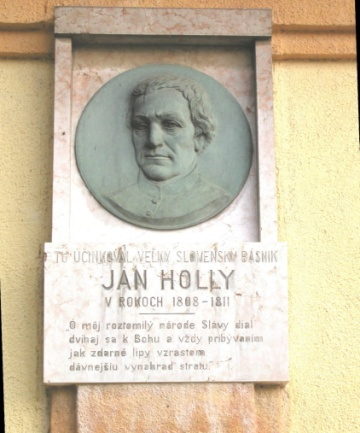 TU ÚČINKOVAL VEĽKÝ SLOVENSKÝ BÁSNIK
JÁN HOLLÝ
V ROKOCH 1808-1811
"Ó môj roztomilý národe Slávy dial
dvíhaj sa k Bohu a vždy pribývaním
jak zdarné lipy vzrastem
dávnejšiu vynahraď stratu."